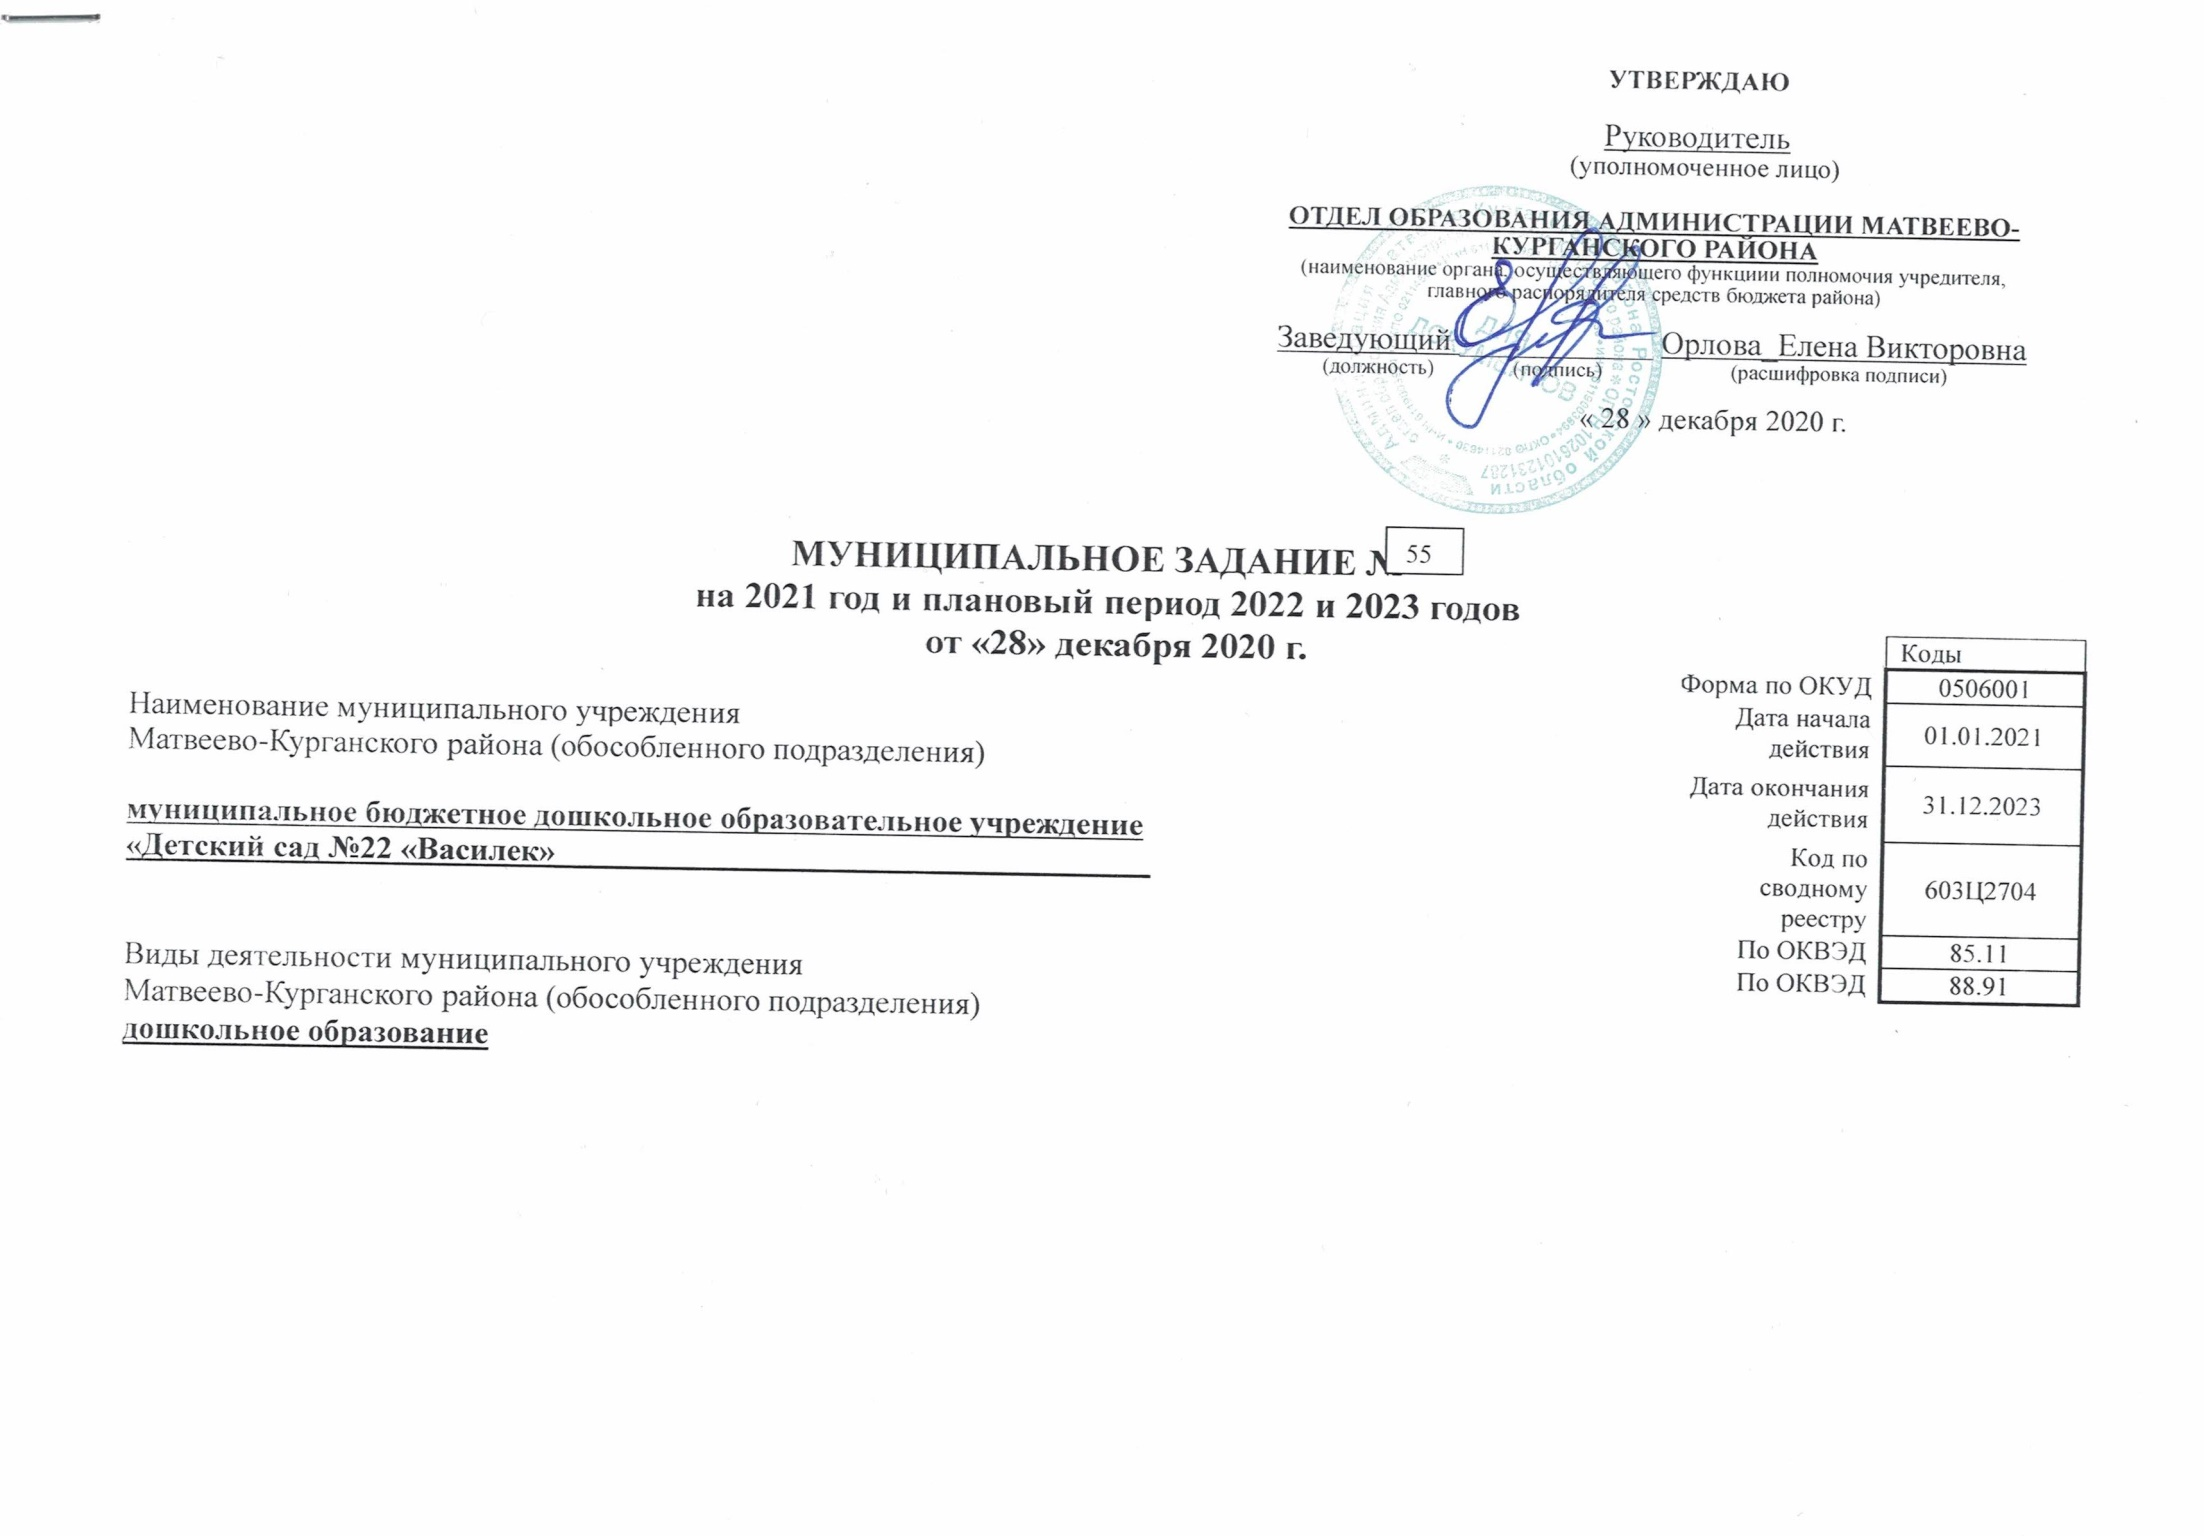 УТВЕРЖДАЮ
Руководитель
(уполномоченное лицо)
ОТДЕЛ ОБРАЗОВАНИЯ АДМИНИСТРАЦИИ МАТВЕЕВО-
КУРГАНСКОГО РАЙОНА
(наименование органа, осуществляющего функциии полномочия учредителя,
главного распорядителя средств бюджета района)
Заведующий ____________ Орлова_Елена Викторовна
(должность) (подпись) (расшифровка подписи)
« 28 » декабря 2020 г.
ДЛЯ
ДОКУМЕНТОВ
МУНИЦИПАЛЬНОЕ ЗАДАНИЕ № 55
на 2021 год и плановый период 2022 и 2023 годов
от «28» декабря 2020 г.
Коды
Форма по ОКУД 0506001
Дата начала
действия 01.01.2021
Дата окончания
действия 31.12.2023
Код по
сводному
реестру 603Ц2704
По ОКВЭД 85.11
По ОКВЭД 88.91
Наименование муниципального учреждения
Матвеево-Курганского района (обособленного подразделения)
муниципальное бюджетное дошкольное образовательное учреждение
«Детский сад №22 «Василек»
Виды деятельности муниципального учреждения
Матвеево-Курганского района (обособленного подразделения)
дошкольное образование